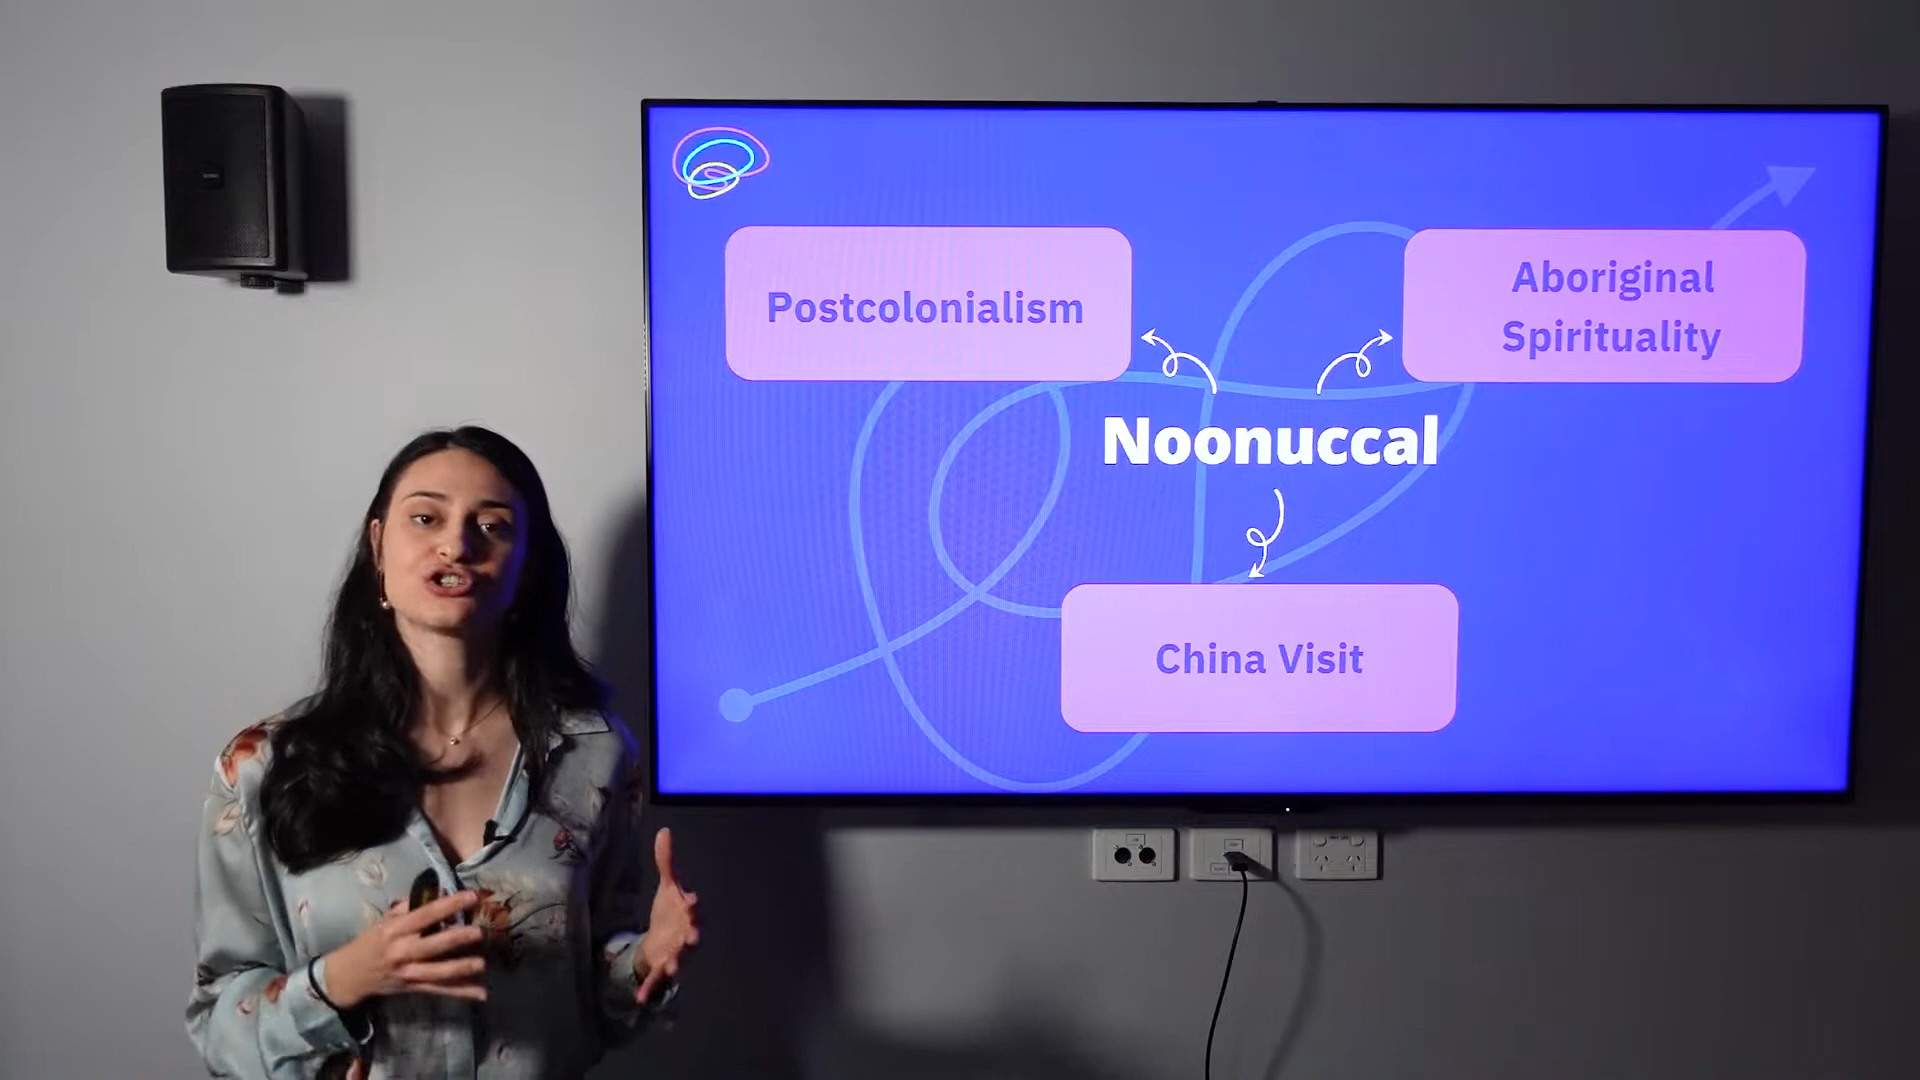 Postcolonialism
Aboriginal
Spirituality
Noonuccal
China Visit